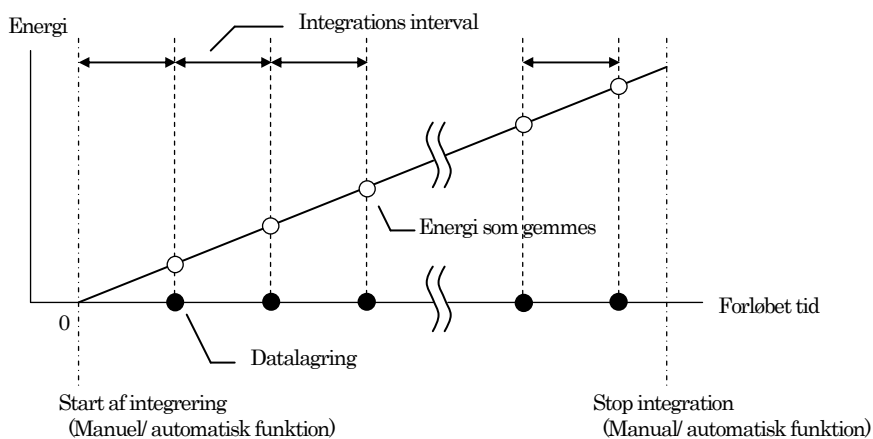 Integrations interval
Energi
Energi som gemmes
0
Forløbet tid
Datalagring
Start af integrering
(Manuel/ automatisk funktion)
Stop integration
(Manual/ automatisk funktion)